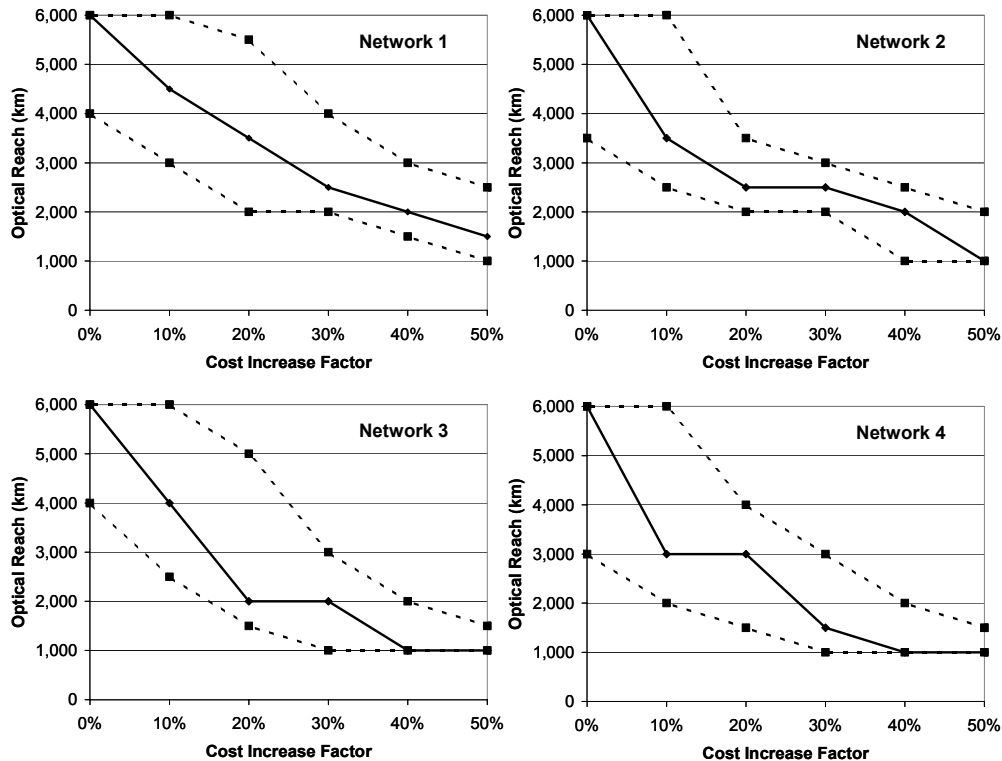 Network 1
Optical Reach (km)
6,000
5,000
4,000
3,000
2,000
1,000
0
0% 10% 20% 30% 40% 50%
Cost Increase Factor
Network 2
Optical Reach (km)
6,000
5,000
4,000
3,000
2,000
1,000
0
0% 10% 20% 30% 40% 50%
Cost Increase Factor
Network 3
Optical Reach (km)
6,000
5,000
4,000
3,000
2,000
1,000
0
0% 10% 20% 30% 40% 50%
Cost Increase Factor
Network 4
Optical Reach (km)
6,000
5,000
4,000
3,000
2,000
1,000
0
0% 10% 20% 30% 40% 50%
Cost Increase Factor